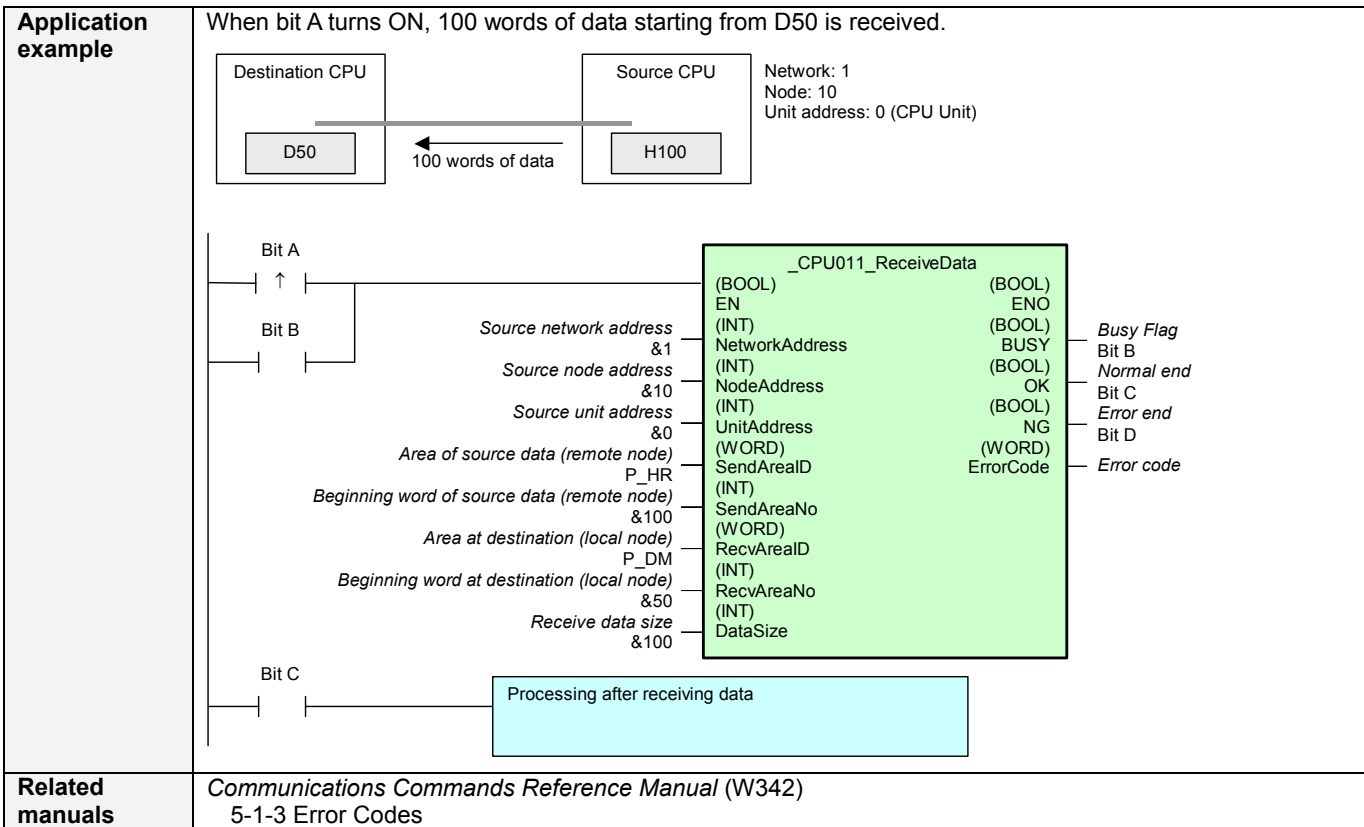 Application
example
When bit A turns ON, 100 words of data starting from D50 is received.
Destination CPU
Source CPU
Network: 1
Node: 10
Unit address: 0 (CPU Unit)
D50
100 words of data
H100
Bit A
↑
Bit B
_CPU011_ReceiveData
(BOOL)
EN
(INT)
NetworkAddress
(INT)
NodeAddress
(INT)
UnitAddress
(WORD)
SendAreaID
(INT)
SendAreaNo
(WORD)
RecvAreaID
(INT)
RecvAreaNo
(INT)
DataSize
(BOOL)
ENO
(BOOL)
BUSY
(BOOL)
OK
(BOOL)
NG
(WORD)
ErrorCode
Source network address
&1
Source node address
&10
Source unit address
&0
Area of source data (remote node)
P_HR
Beginning word of source data (remote node)
&100
Area at destination (local node)
P_DM
Beginning word at destination (local node)
&50
Receive data size
&100
Busy Flag
Bit B
Normal end
Bit C
Error end
Bit D
Error code
Bit C
Processing after receiving data
Related
manuals
Communications Commands Reference Manual (W342)
5-1-3 Error Codes